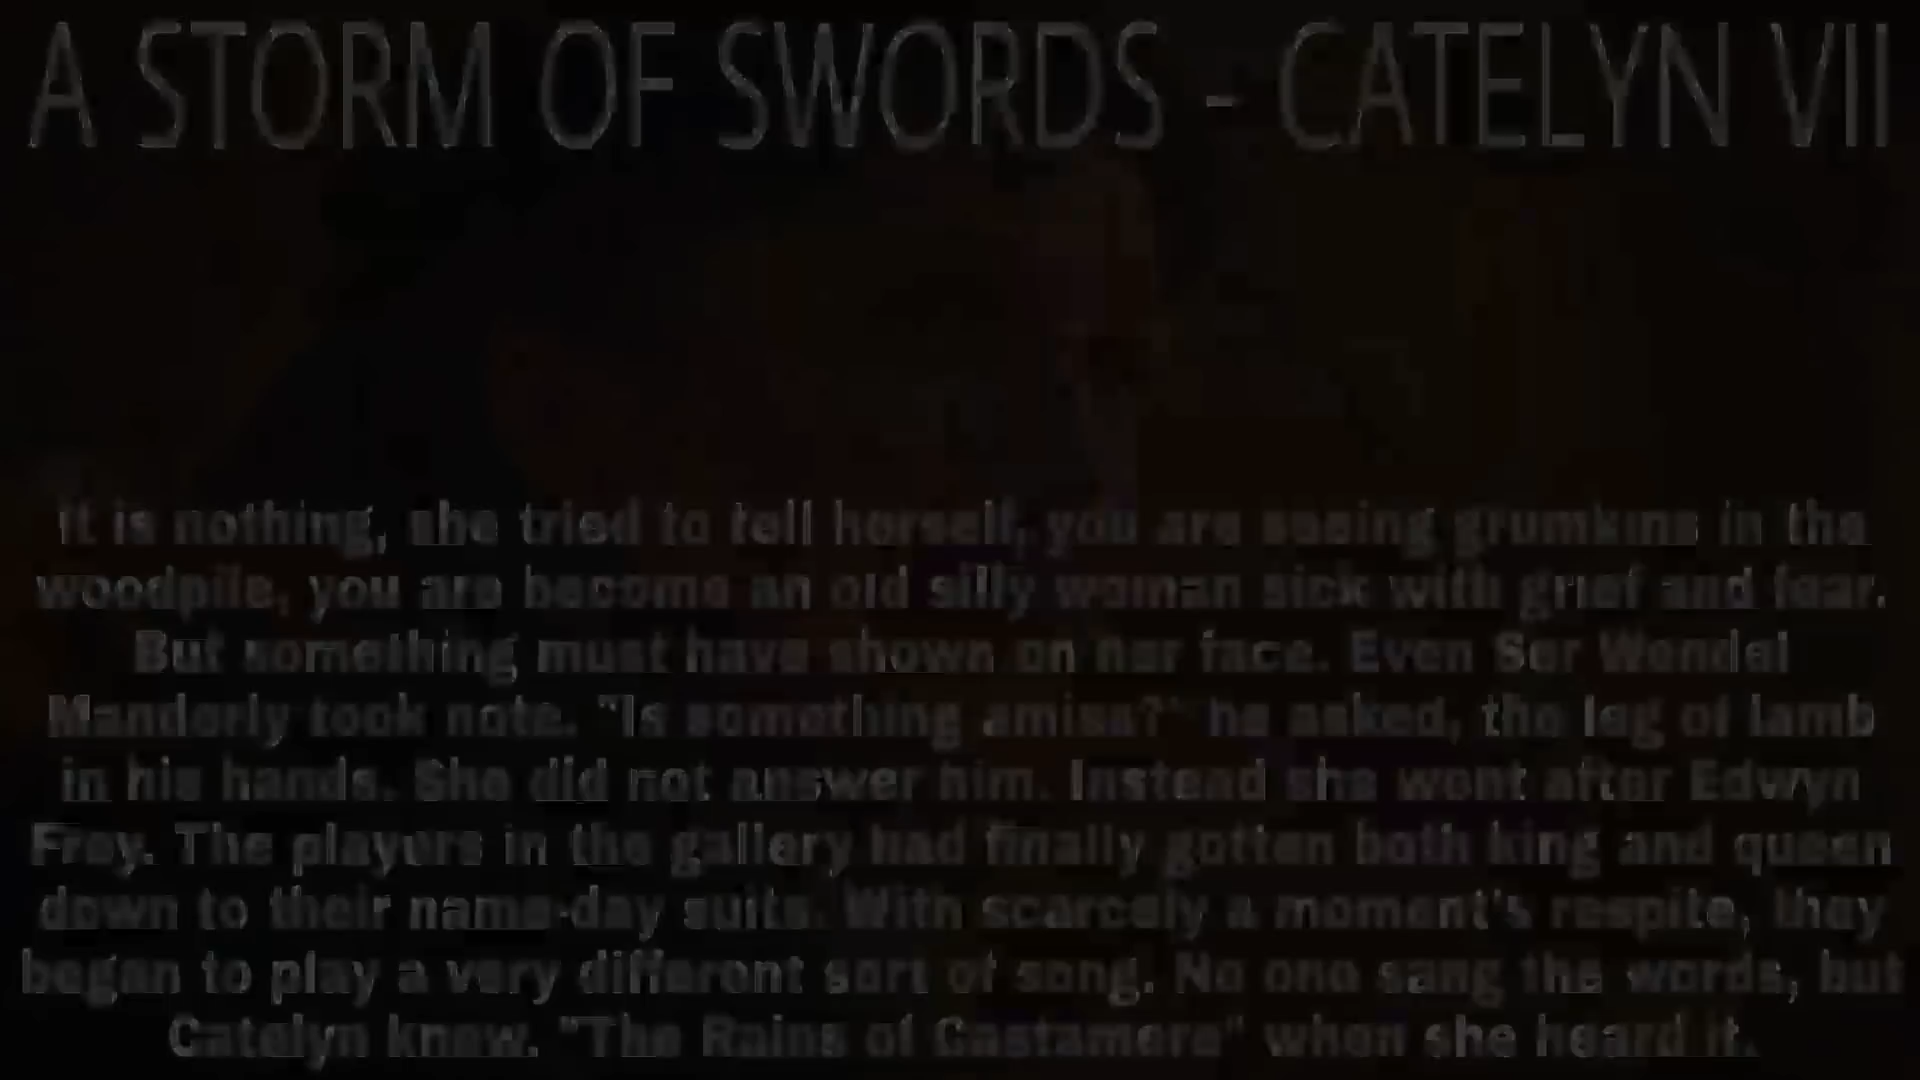 A STORM OF SWORDS - CATELYN VII
It is nothing, she tried to tell herself, you are seeing grumkins in the
woodpile, you are become an old silly woman sick with grief and fear.
But something must have shown on her face. Even Ser Wendel
Manderly took note. "Is something amiss?" he asked, the leg of lamb
in his hands. She did not answer him. Instead she went after Edwyn
Frey. The players in the gallery had finally gotten both king and queen
down to their name-day suits. With scarcely a moment's respite, they
began to play a very different sort of song. No one sang the words, but
Catelyn knew. "The Rains of Castamere" when she heard it.